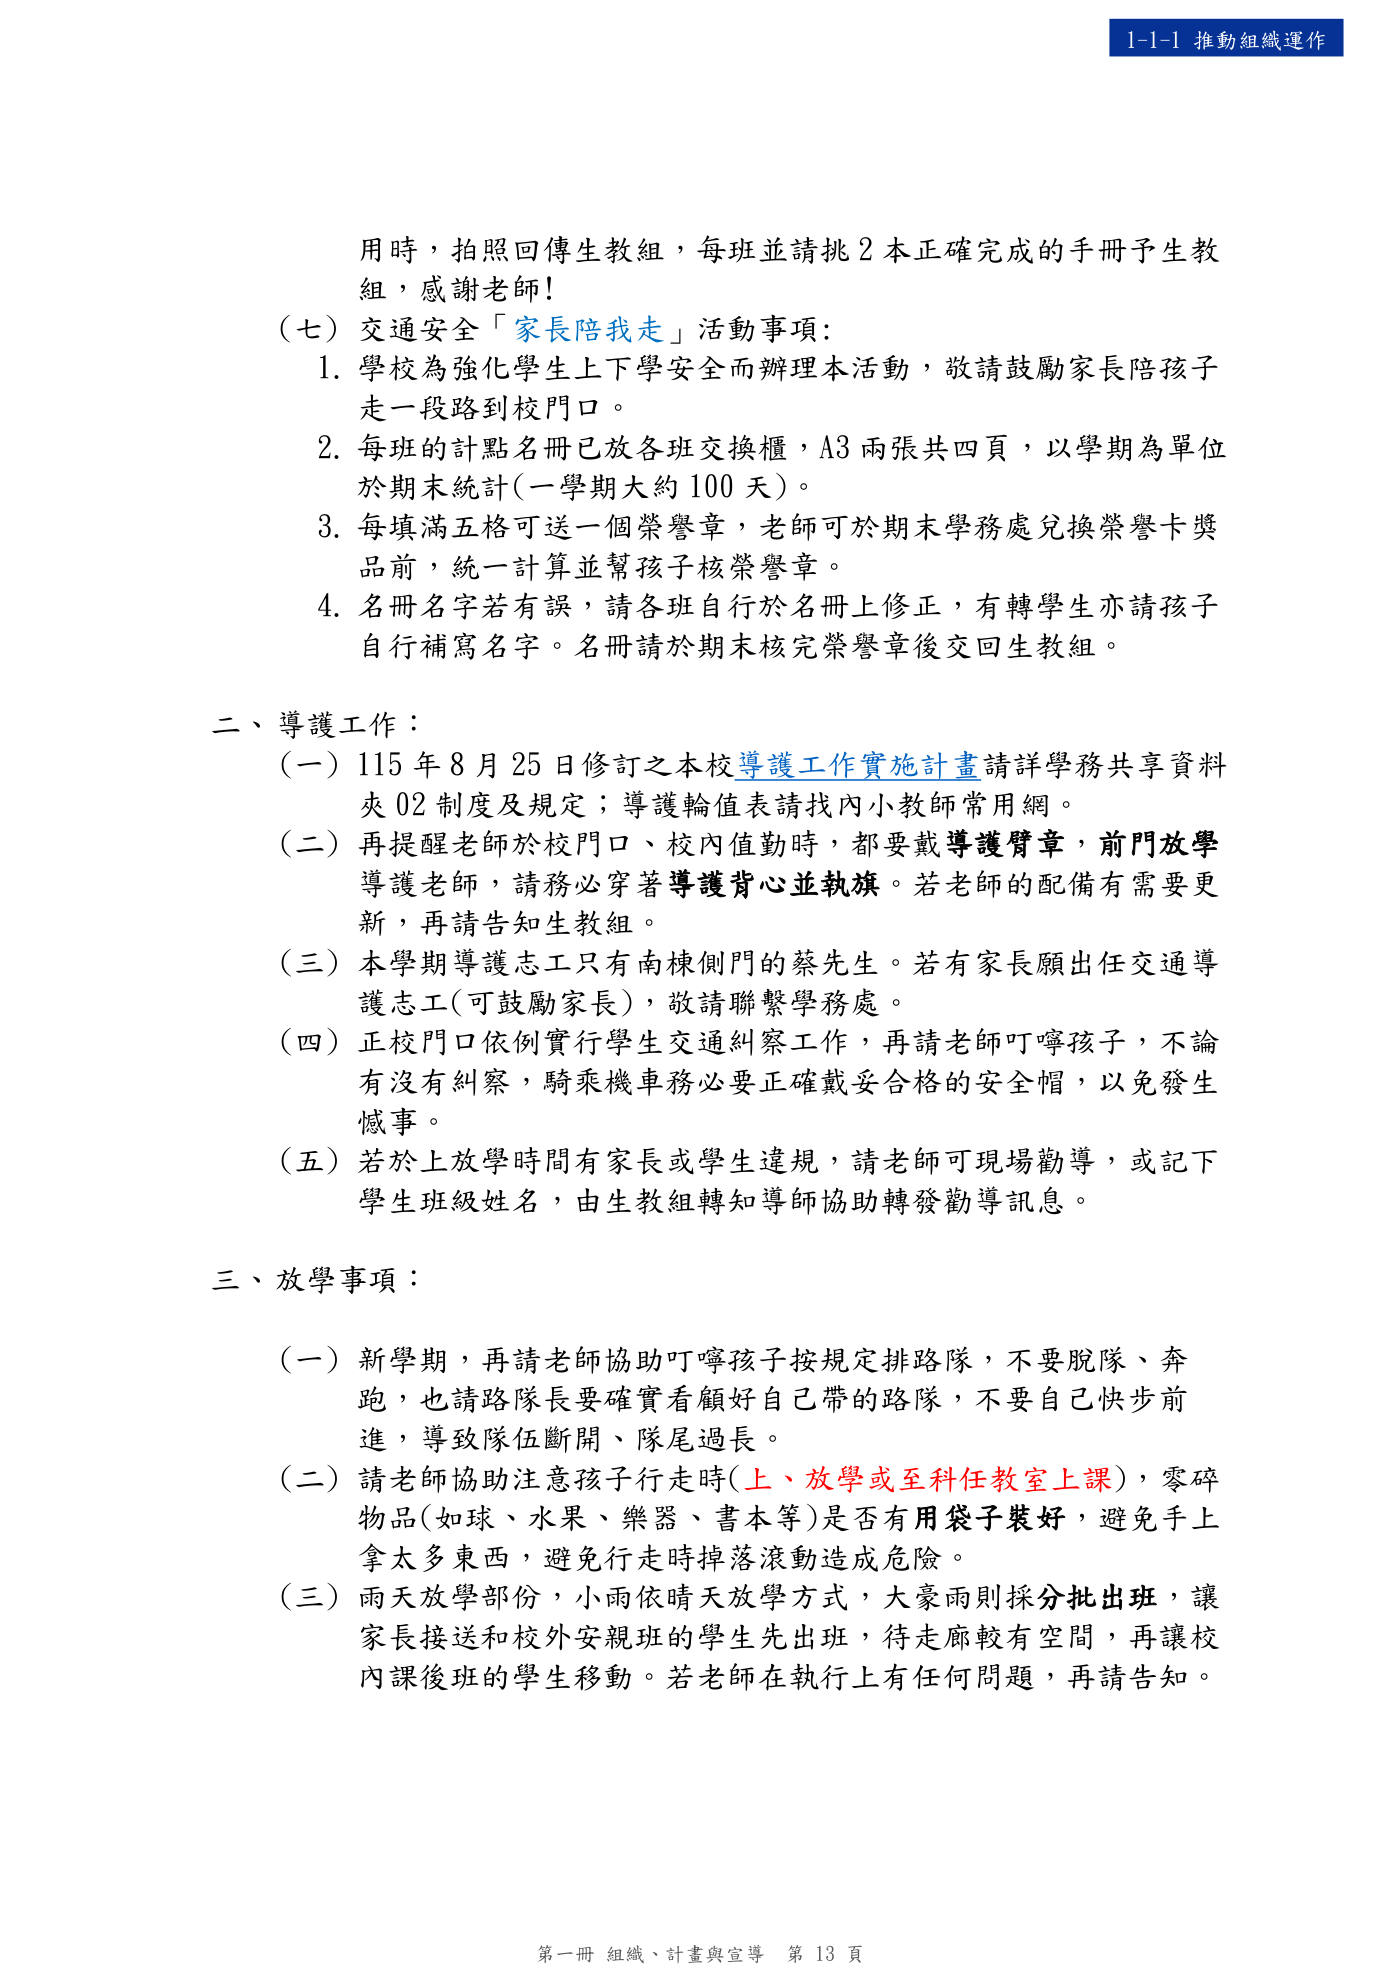 1-1-1 推動組織運作
用時，拍照回傳生教組，每班並請挑 2 本正確完成的手冊予生教
組，感謝老師!
（七）交通安全「家長陪我走」活動事項:
1. 學校為強化學生上下學安全而辦理本活動，敬請鼓勵家長陪孩子
走一段路到校門口。
2. 每班的計點名冊已放各班交換櫃，A3 兩張共四頁，以學期為單位
於期末統計(一學期大約 100 天)。
3. 每填滿五格可送一個榮譽章，老師可於期末學務處兌換榮譽卡獎
品前，統一計算並幫孩子核榮譽章。
4. 名冊名字若有誤，請各班自行於名冊上修正，有轉學生亦請孩子
自行補寫名字。名冊請於期末核完榮譽章後交回生教組。
二、導護工作：
（一）115 年 8 月 25 日修訂之本校導護工作實施計畫請詳學務共享資料
夾 02 制度及規定；導護輪值表請找內小教師常用網。
（二）再提醒老師於校門口、校內值勤時，都要戴導護臂章，前門放學
導護老師，請務必穿著導護背心並執旗。若老師的配備有需要更
新，再請告知生教組。
（三）本學期導護志工只有南棟側門的蔡先生。若有家長願出任交通導
護志工(可鼓勵家長)，敬請聯繫學務處。
（四）正校門口依例實行學生交通糾察工作，再請老師叮嚀孩子，不論
有沒有糾察，騎乘機車務必要正確戴妥合格的安全帽，以免發生
憾事。
（五）若於上放學時間有家長或學生違規，請老師可現場勸導，或記下
學生班級姓名，由生教組轉知導師協助轉發勸導訊息。
三、放學事項：
（一）新學期，再請老師協助叮嚀孩子按規定排路隊，不要脫隊、奔
跑，也請路隊長要確實看顧好自己帶的路隊，不要自己快步前
進，導致隊伍斷開、隊尾過長。
（二）請老師協助注意孩子行走時(上、放學或至科任教室上課)，零碎
物品(如球、水果、樂器、書本等)是否有用袋子裝好，避免手上
拿太多東西，避免行走時掉落滾動造成危險。
（三）雨天放學部份，小雨依晴天放學方式，大豪雨則採分批出班，讓
家長接送和校外安親班的學生先出班，待走廊較有空間，再讓校
內課後班的學生移動。若老師在執行上有任何問題，再請告知。
第一冊 組織、計畫與宣導 第 13 頁